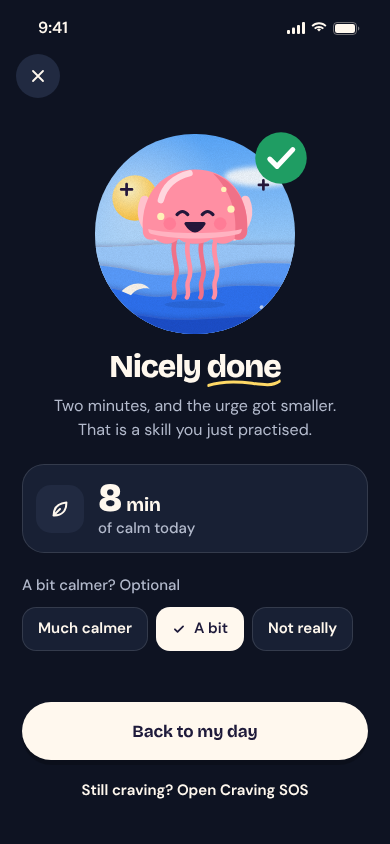 9:41
Nicely done
Two minutes, and the urge got smaller.
That is a skill you just practised.
8 min
of calm today
A bit calmer? Optional
Much calmer
A bit
Not really
Back to my day
Still craving? Open Craving SOS